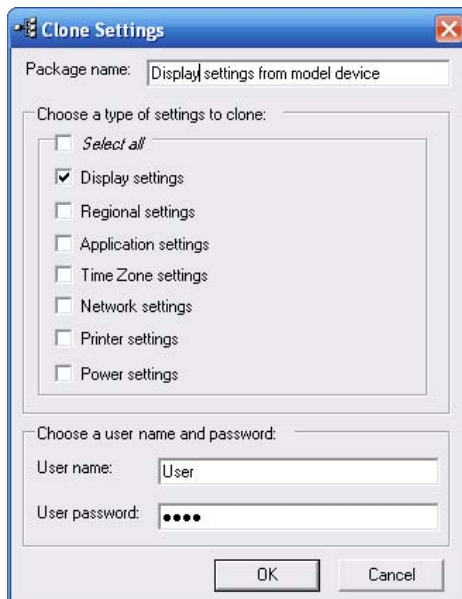 Clone Settings
Package name: Display settings from model device
Choose a type of settings to clone:
Select all
Display settings
Regional settings
Application settings
Time Zone settings
Network settings
Printer settings
Power settings
Choose a user name and password:
User name: User
User password: ●●●●
OK Cancel